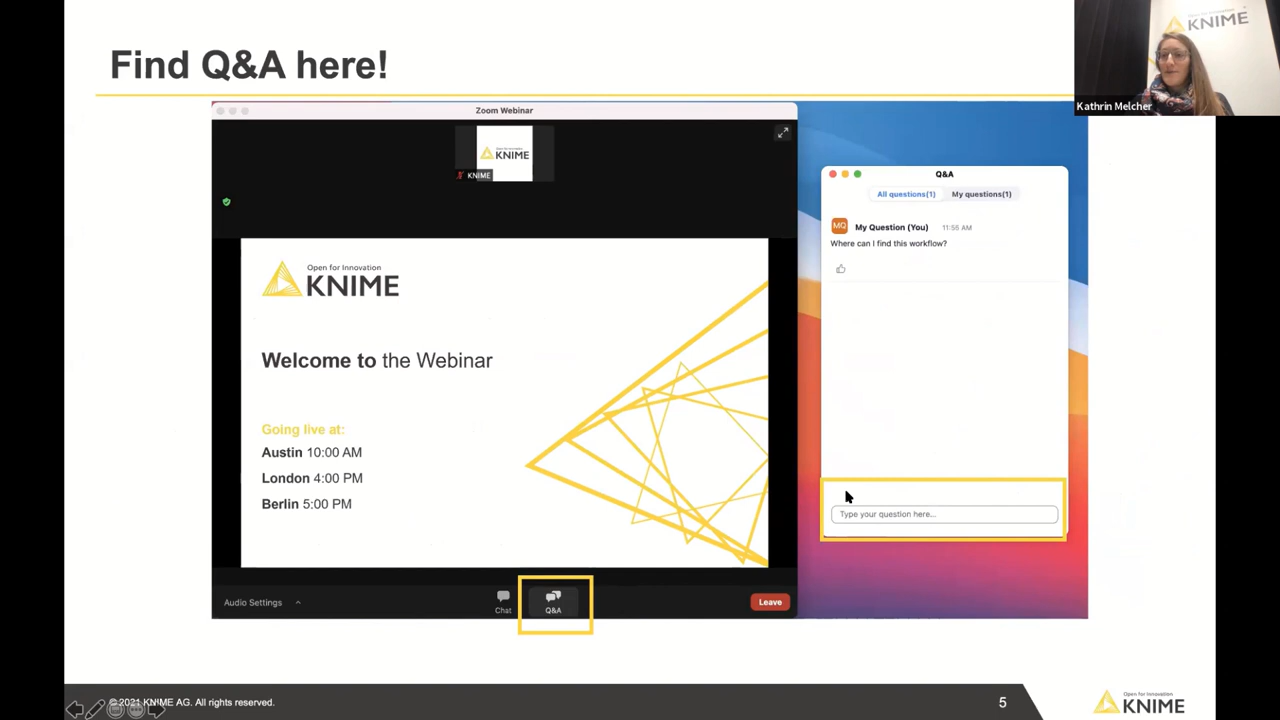 Find Q&A here!
Open for Innovation
KNIME
Kathrin Melcher
Zoom Webinar
KNIME
KNIME
Q&A
All questions(1) My questions(1)
MQ My Question (You) 11:56 AM
Where can I find this workflow?
Open for Innovation
KNIME
Welcome to the Webinar
Going live at:
Austin 10:00 AM
London 4:00 PM
Berlin 5:00 PM
Type your question here...
Audio Settings
Chat
Q&A
Leave
© 2021 KNIME AG. All rights reserved.
5
Open for Innovation
KNIME